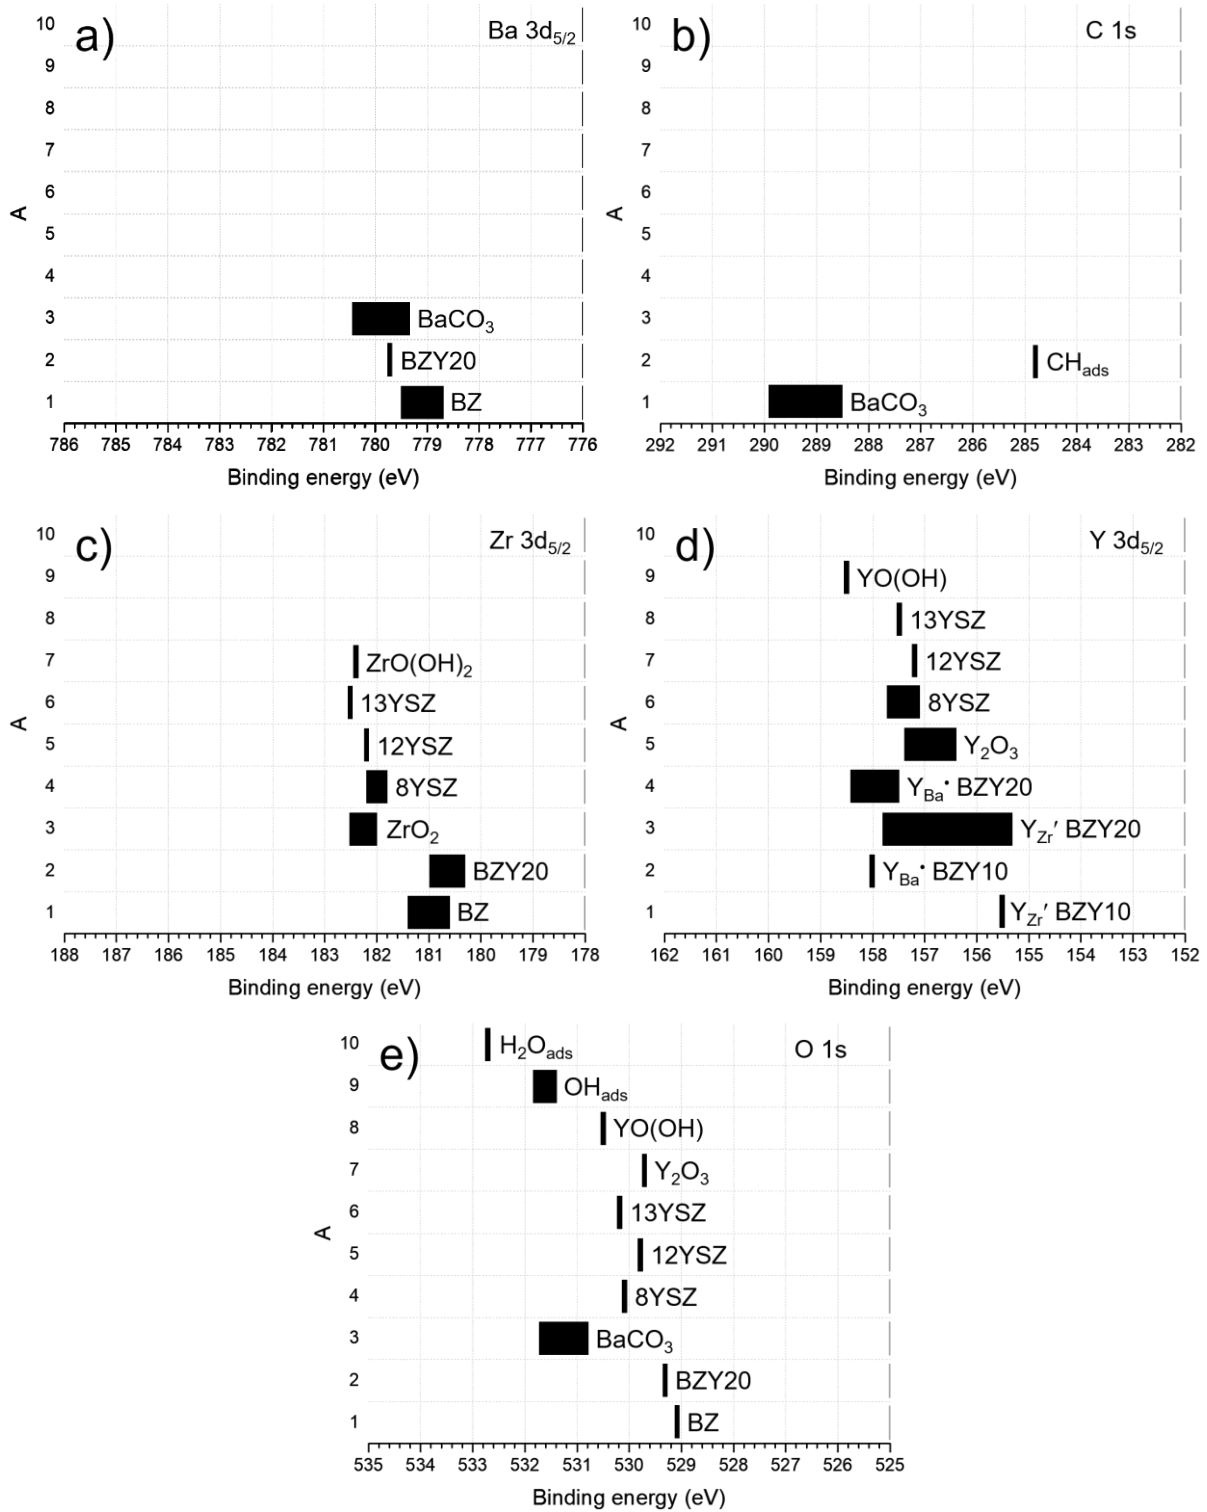 a)
Ba 3d5/2
10
9
8
7
6
5
4
3
2
1
A
BaCO3
BZY20
BZ
786 785 784 783 782 781 780 779 778 777 776
Binding energy (eV)
b)
C 1s
10
9
8
7
6
5
4
3
2
1
A
CHads
BaCO3
292 291 290 289 288 287 286 285 284 283 282
Binding energy (eV)
c)
Zr 3d5/2
10
9
8
7
6
5
4
3
2
1
A
ZrO(OH)2
13YSZ
12YSZ
8YSZ
ZrO2
BZY20
BZ
188 187 186 185 184 183 182 181 180 179 178
Binding energy (eV)
d)
Y 3d5/2
10
9
8
7
6
5
4
3
2
1
A
YO(OH)
13YSZ
12YSZ
8YSZ
Y2O3
YBa• BZY20
YZr′ BZY20
YBa• BZY10
YZr′ BZY10
162 161 160 159 158 157 156 155 154 153 152
Binding energy (eV)
e)
O 1s
10
9
8
7
6
5
4
3
2
1
A
H2Oads
OHads
YO(OH)
Y2O3
13YSZ
12YSZ
8YSZ
BaCO3
BZY20
BZ
535 534 533 532 531 530 529 528 527 526 525
Binding energy (eV)